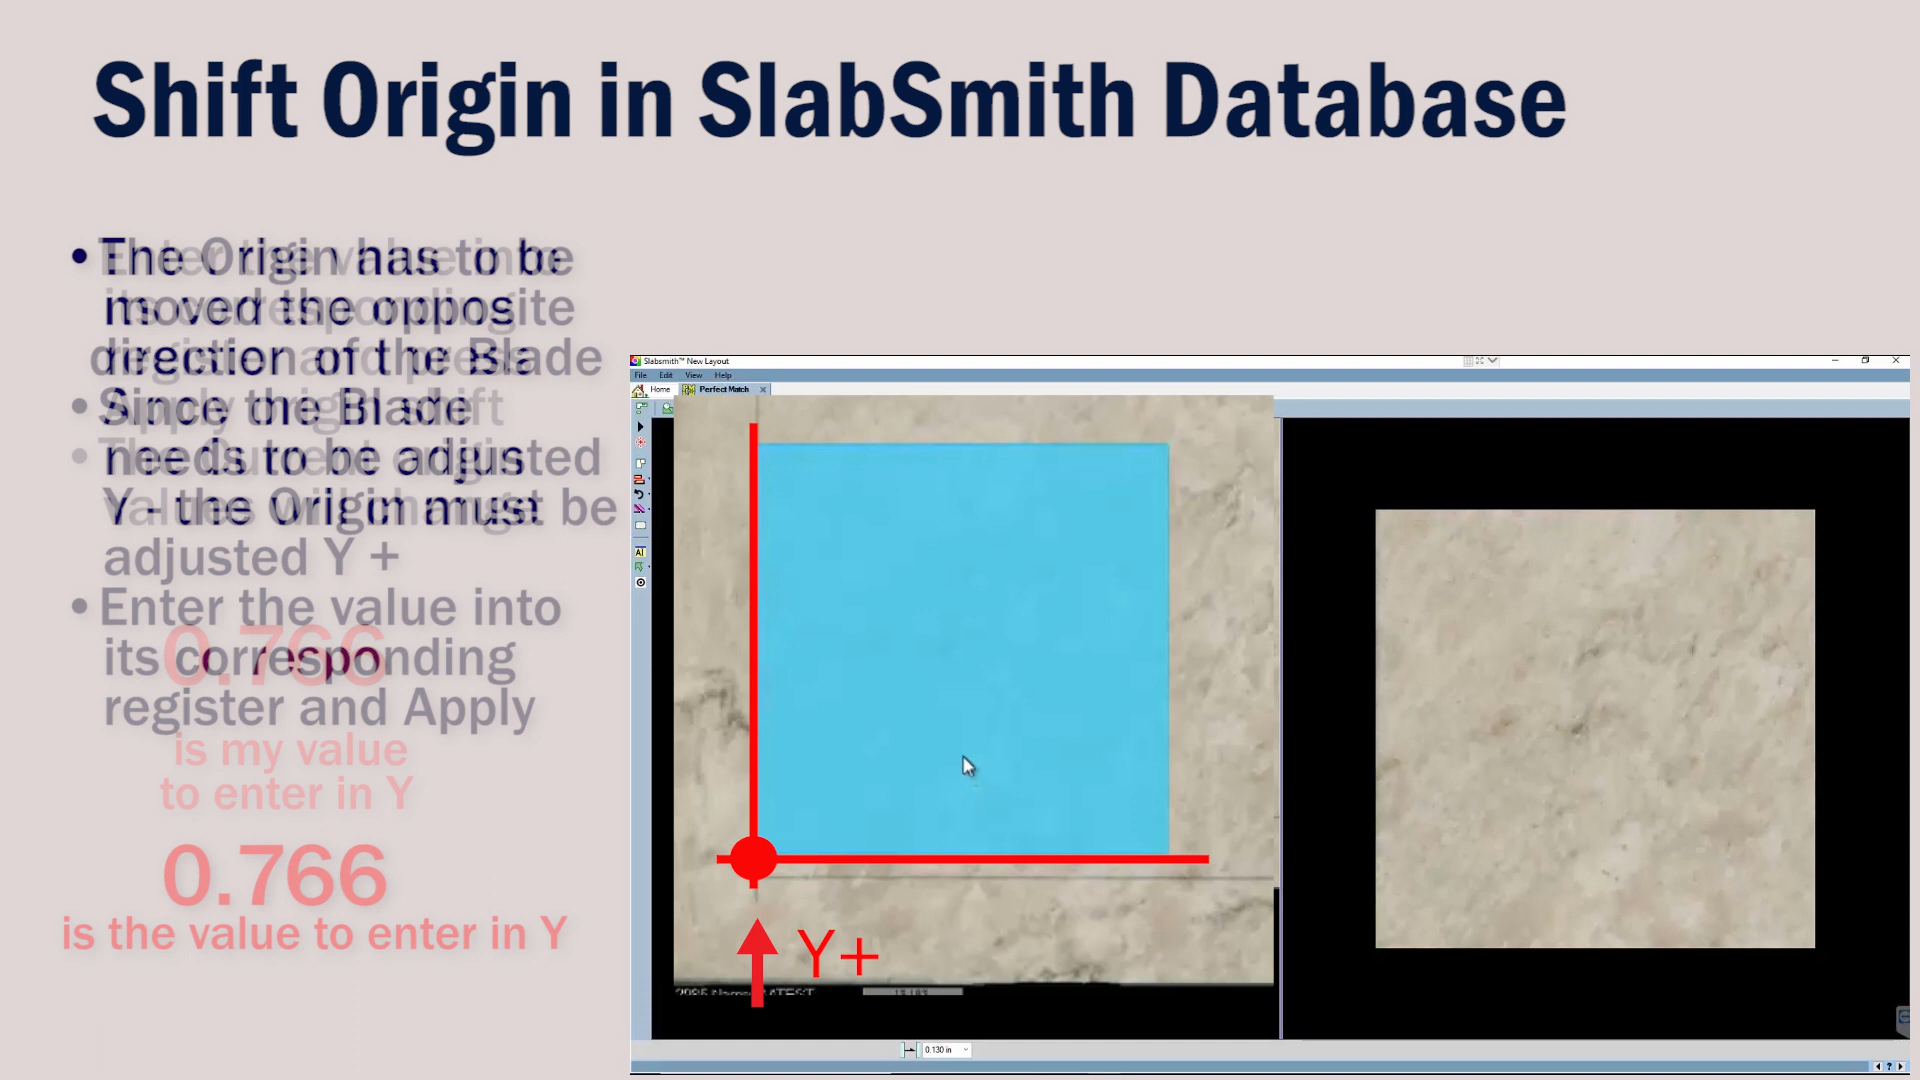 Shift Origin in SlabSmith Database
• The Origin has to be
moved the opposite
direction of the Blade
• Since the Blade
needs to be adjusted
Y - the Origin must be
adjusted Y +
• Enter the value into
its corresponding
register and Apply
0.766
is my value
to enter in Y
0.766
is the value to enter in Y
Slabsmith™ New Layout
File Edit View Help
Home Perfect Match
AI
Y+
0.130 in